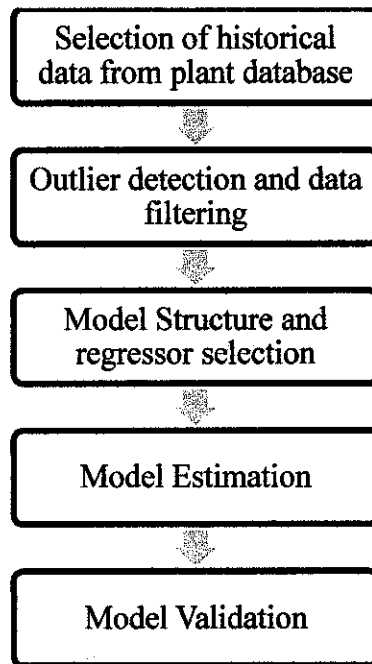 Selection of historical
data from plant database
Outlier detection and data
filtering
Model Structure and
regressor selection
Model Estimation
Model Validation